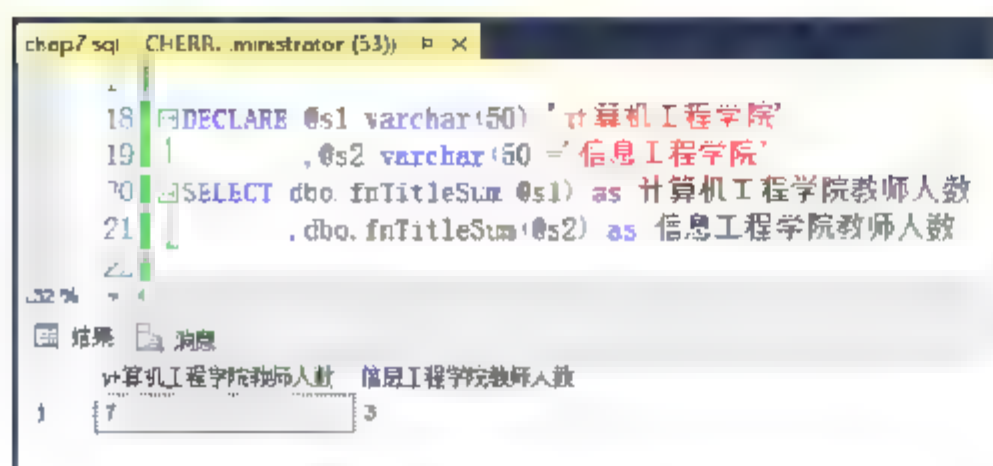 chap7.sql CHERR...ministrator (53))
18 DECLARE @s1 varchar(50) '计算机工程学院'
19 ,@s2 varchar(50 ='信息工程学院'
20 SELECT dbo.fnTitleSum @s1) as 计算机工程学院教师人数
21 ,dbo.fnTitleSum(@s2) as 信息工程学院教师人数
22
结果 消息
计算机工程学院教师人数 信息工程学院教师人数
1 7 3